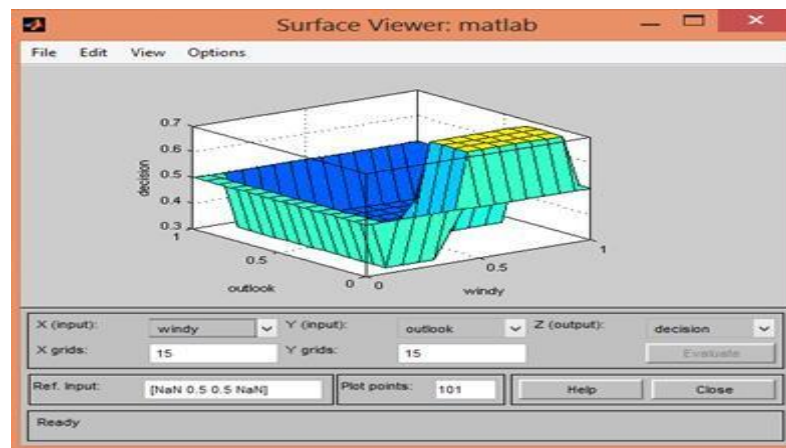 Surface Viewer: matlab
File Edit View Options
0.7
0.6
0.5
0.4
0.3
decision
1
0.5
0
outlook
0
0.5
1
windy
X (input): windy Y (input): outlook Z (output): decision
X grids: 15 Y grids: 15 Evaluate
Ref. Input: [NaN 0.5 0.5 NaN] Plot points: 101 Help Close
Ready